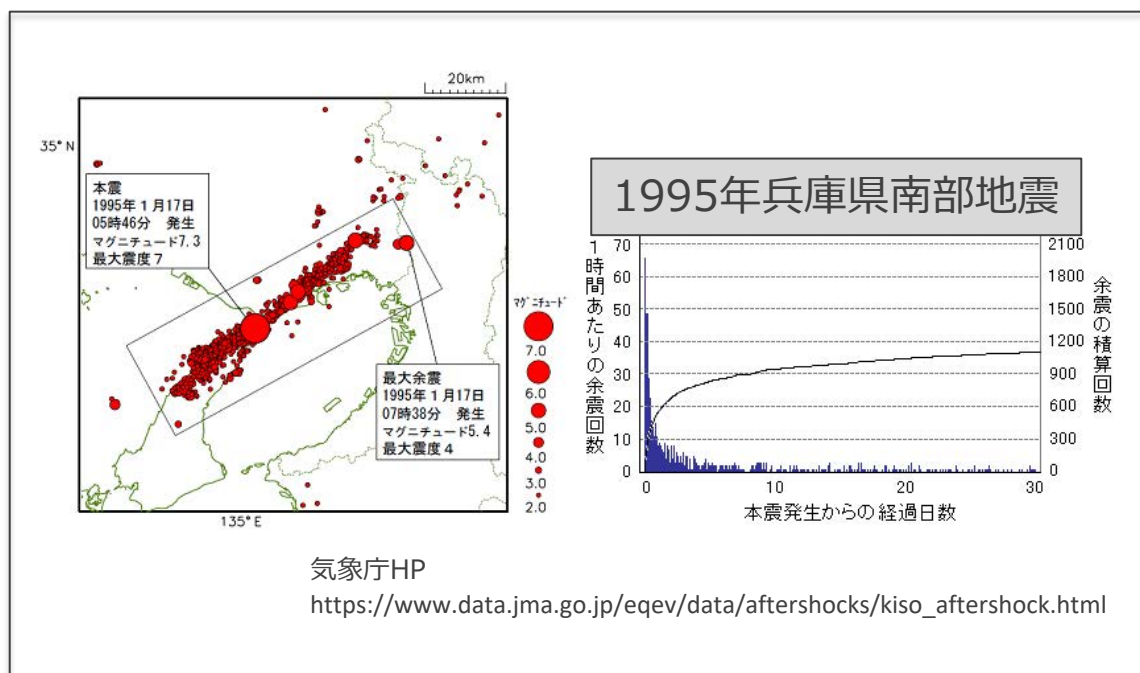 20km
35°N
本震
1995年1月17日
05時46分　発生
マグニチュード7.3
最大震度7
最大余震
1995年1月17日
07時38分　発生
マグニチュード5.4
最大震度4
135°E
マグニチュード
7.0
6.0
5.0
4.0
3.0
2.0
1995年兵庫県南部地震
1時間あたりの余震回数
70
60
50
40
30
20
10
0
2100
1800
1500
1200
900
600
300
0
余震の積算回数
0 10 20 30
本震発生からの経過日数
気象庁HP
https://www.data.jma.go.jp/eqev/data/aftershocks/kiso_aftershock.html